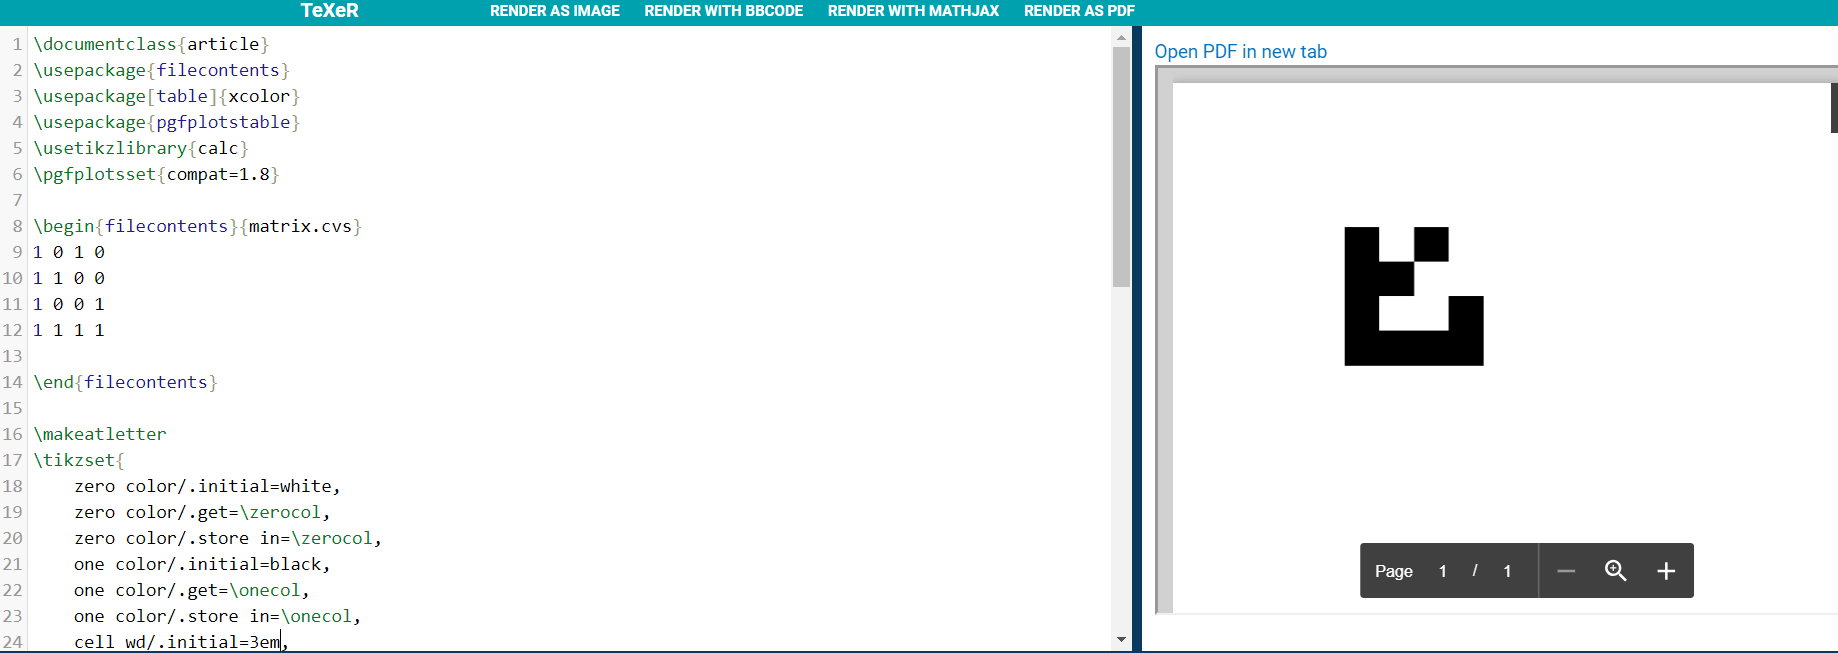 TeXeR RENDER AS IMAGE RENDER WITH BBCODE RENDER WITH MATHJAX RENDER AS PDF
1 \documentclass{article}
2 \usepackage{filecontents}
3 \usepackage[table]{xcolor}
4 \usepackage{pgfplotstable}
5 \usetikzlibrary{calc}
6 \pgfplotsset{compat=1.8}
7
8 \begin{filecontents}{matrix.cvs}
9 1 0 1 0
10 1 1 0 0
11 1 0 0 1
12 1 1 1 1
13
14 \end{filecontents}
15
16 \makeatletter
17 \tikzset{
18     zero color/.initial=white,
19     zero color/.get=\zerocol,
20     zero color/.store in=\zerocol,
21     one color/.initial=black,
22     one color/.get=\onecol,
23     one color/.store in=\onecol,
24     cell wd/.initial=3em,
Open PDF in new tab
Page 1 / 1